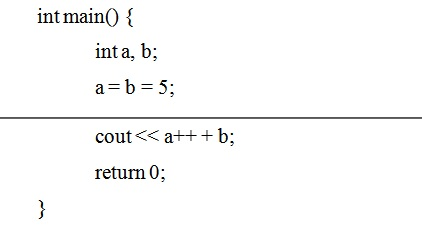 int main() {
int a, b;
a = b = 5;
cout << a++ + b;
return 0;
}